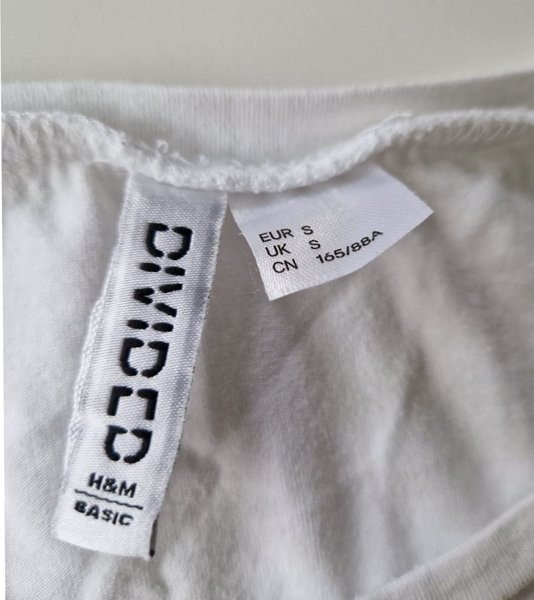 DIVIDED
H&M
BASIC
EUR S
UK S
CN 165/88A